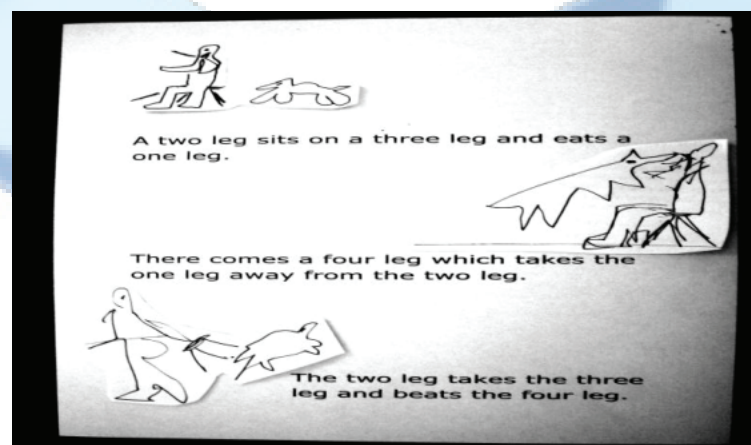 A two leg sits on a three leg and eats a
one leg.
There comes a four leg which takes the
one leg away from the two leg.
The two leg takes the three
leg and beats the four leg.